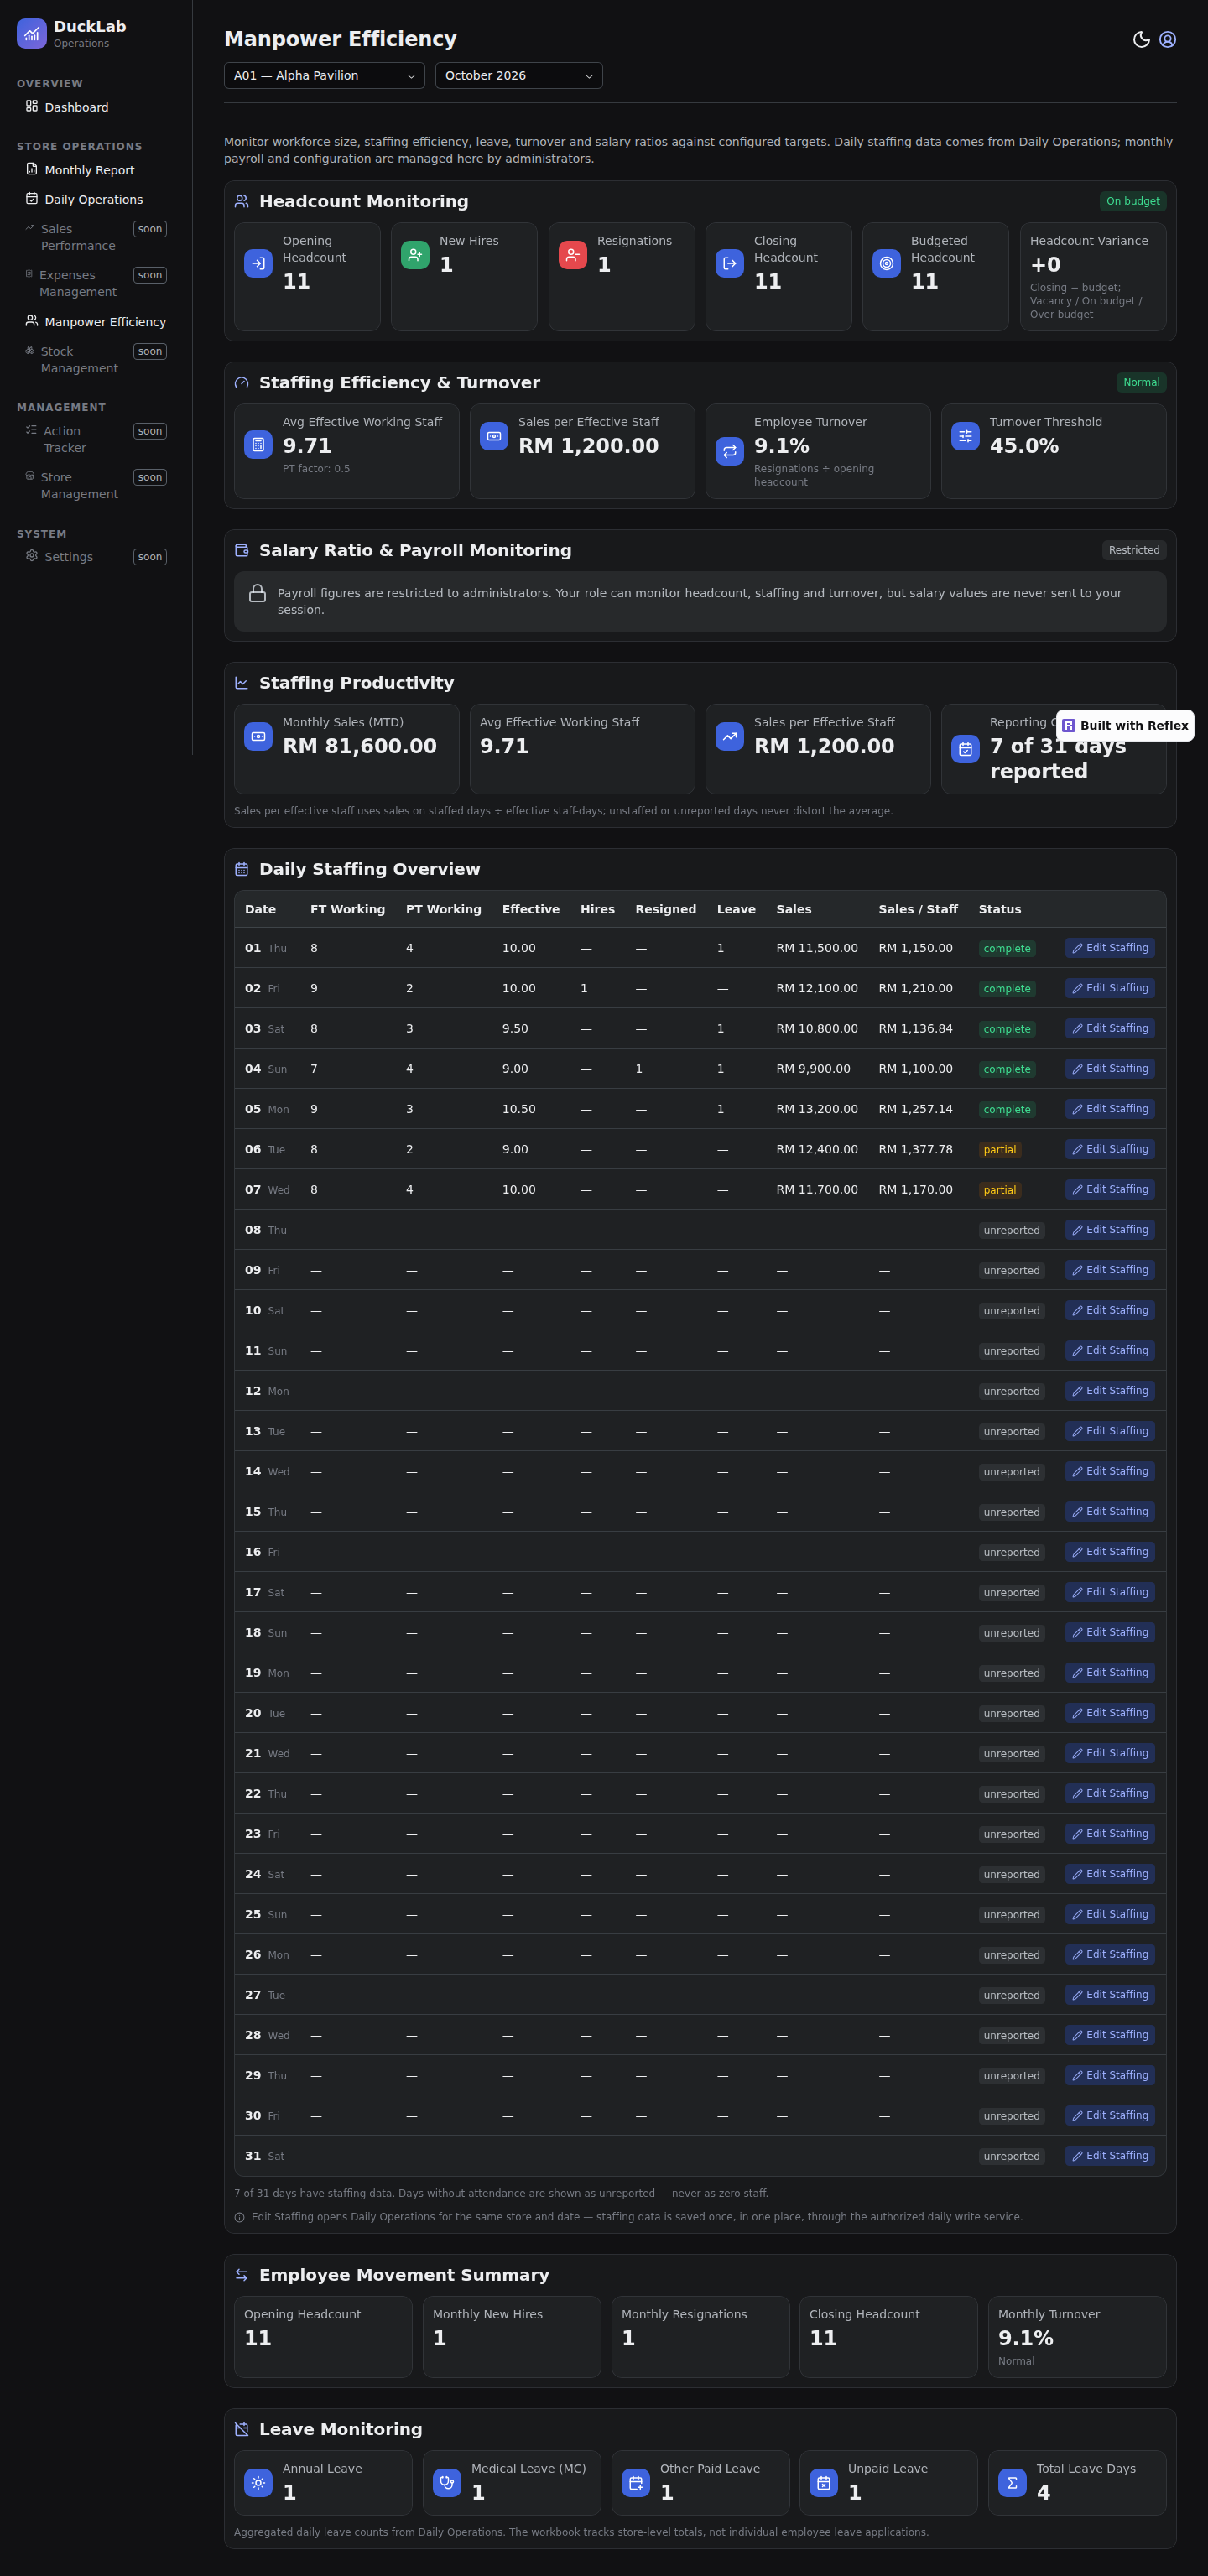 DuckLab
Operations
OVERVIEW
Dashboard
STORE OPERATIONS
Monthly Report
Daily Operations
Sales Performance soon
Expenses Management soon
Manpower Efficiency
Stock Management soon
MANAGEMENT
Action Tracker soon
Store Management soon
SYSTEM
Settings soon
Manpower Efficiency
A01 — Alpha Pavilion October 2026
Monitor workforce size, staffing efficiency, leave, turnover and salary ratios against configured targets. Daily staffing data comes from Daily Operations; monthly
payroll and configuration are managed here by administrators.
Headcount Monitoring On budget
Opening Headcount 11
New Hires 1
Resignations 1
Closing Headcount 11
Budgeted Headcount 11
Headcount Variance
+0
Closing − budget;
Vacancy / On budget /
Over budget
Staffing Efficiency & Turnover Normal
Avg Effective Working Staff
9.71
PT factor: 0.5
Sales per Effective Staff
RM 1,200.00
Employee Turnover
9.1%
Resignations ÷ opening
headcount
Turnover Threshold
45.0%
Salary Ratio & Payroll Monitoring Restricted
Payroll figures are restricted to administrators. Your role can monitor headcount, staffing and turnover, but salary values are never sent to your
session.
Staffing Productivity
Monthly Sales (MTD)
RM 81,600.00
Avg Effective Working Staff
9.71
Sales per Effective Staff
RM 1,200.00
Reporting
7 of 31 days
reported
Built with Reflex
Sales per effective staff uses sales on staffed days ÷ effective staff-days; unstaffed or unreported days never distort the average.
Daily Staffing Overview
Date FT Working PT Working Effective Hires Resigned Leave Sales Sales / Staff Status
01 Thu 8 4 10.00 — — 1 RM 11,500.00 RM 1,150.00 complete Edit Staffing
02 Fri 9 2 10.00 1 — — RM 12,100.00 RM 1,210.00 complete Edit Staffing
03 Sat 8 3 9.50 — — 1 RM 10,800.00 RM 1,136.84 complete Edit Staffing
04 Sun 7 4 9.00 — 1 1 RM 9,900.00 RM 1,100.00 complete Edit Staffing
05 Mon 9 3 10.50 — — 1 RM 13,200.00 RM 1,257.14 complete Edit Staffing
06 Tue 8 2 9.00 — — — RM 12,400.00 RM 1,377.78 partial Edit Staffing
07 Wed 8 4 10.00 — — — RM 11,700.00 RM 1,170.00 partial Edit Staffing
08 Thu — — — — — — — — unreported Edit Staffing
09 Fri — — — — — — — — unreported Edit Staffing
10 Sat — — — — — — — — unreported Edit Staffing
11 Sun — — — — — — — — unreported Edit Staffing
12 Mon — — — — — — — — unreported Edit Staffing
13 Tue — — — — — — — — unreported Edit Staffing
14 Wed — — — — — — — — unreported Edit Staffing
15 Thu — — — — — — — — unreported Edit Staffing
16 Fri — — — — — — — — unreported Edit Staffing
17 Sat — — — — — — — — unreported Edit Staffing
18 Sun — — — — — — — — unreported Edit Staffing
19 Mon — — — — — — — — unreported Edit Staffing
20 Tue — — — — — — — — unreported Edit Staffing
21 Wed — — — — — — — — unreported Edit Staffing
22 Thu — — — — — — — — unreported Edit Staffing
23 Fri — — — — — — — — unreported Edit Staffing
24 Sat — — — — — — — — unreported Edit Staffing
25 Sun — — — — — — — — unreported Edit Staffing
26 Mon — — — — — — — — unreported Edit Staffing
27 Tue — — — — — — — — unreported Edit Staffing
28 Wed — — — — — — — — unreported Edit Staffing
29 Thu — — — — — — — — unreported Edit Staffing
30 Fri — — — — — — — — unreported Edit Staffing
31 Sat — — — — — — — — unreported Edit Staffing
7 of 31 days have staffing data. Days without attendance are shown as unreported — never as zero staff.
Edit Staffing opens Daily Operations for the same store and date — staffing data is saved once, in one place, through the authorized daily write service.
Employee Movement Summary
Opening Headcount
11
Monthly New Hires
1
Monthly Resignations
1
Closing Headcount
11
Monthly Turnover
9.1%
Normal
Leave Monitoring
Annual Leave
1
Medical Leave (MC)
1
Other Paid Leave
1
Unpaid Leave
1
Total Leave Days
4
Aggregated daily leave counts from Daily Operations. The workbook tracks store-level totals, not individual employee leave applications.